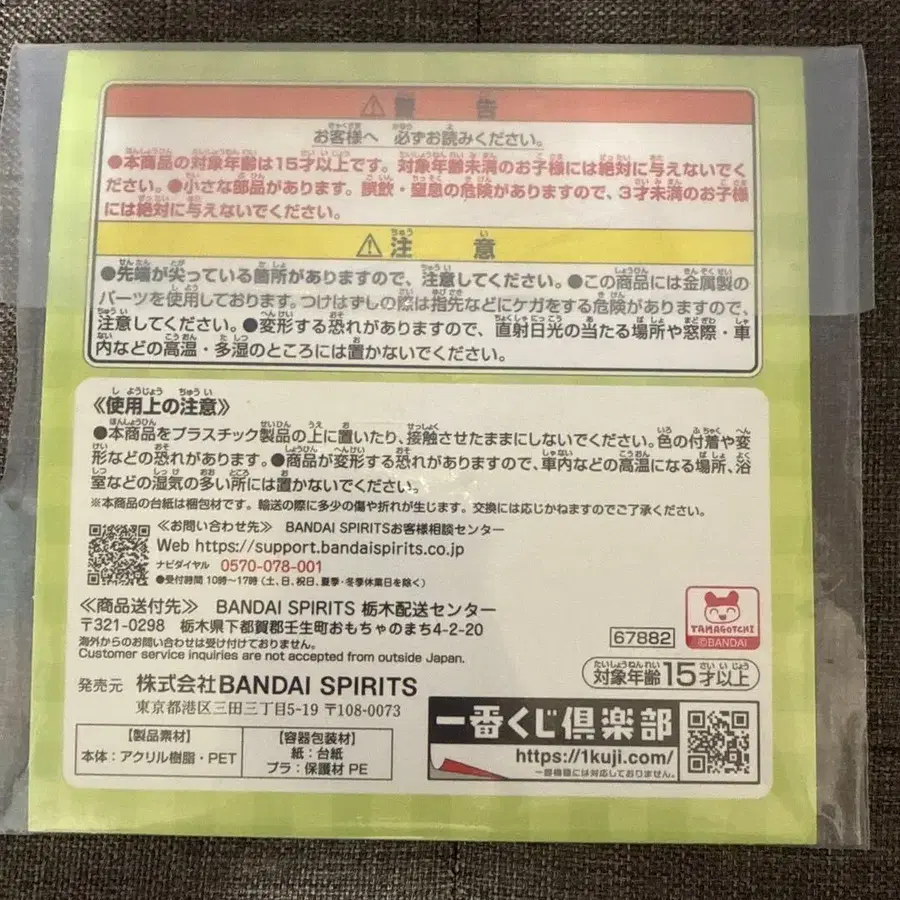 ⚠警告
お客様へ 必ずお読みください。
●本商品の対象年齢は15才以上です。対象年齢未満のお子様には絶対に与えないでく
ださい。●小さな部品があります。誤飲・窒息の危険がありますので、3才未満のお子様
には絶対に与えないでください。
⚠注意
●先端が尖っている箇所がありますので、注意してください。●この商品には金属製の
パーツを使用しております。つけはずしの際は指先などにケガをする危険がありますので、
注意してください。●変形する恐れがありますので、直射日光の当たる場所や窓際・車
内などの高温・多湿のところには置かないでください。
《使用上の注意》
●本商品をプラスチック製品の上に置いたり、接触させたままにしないでください。色の付着や変
形などの恐れがあります。●商品が変形する恐れがありますので、車内などの高温になる場所、浴
室などの湿気の多い所には置かないでください。
※本商品の台紙は梱包材です。輸送の際に多少の傷や折れが生じます。交換には応じかねますのでご了承ください。
≪お問い合わせ先≫ BANDAI SPIRITSお客様相談センター
Web https://support.bandaispirits.co.jp
ナビダイヤル 0570-078-001
●受付時間 10時～17時(土、日、祝日、夏季・冬季休業日を除く)
≪商品送付先≫ BANDAI SPIRITS 栃木配送センター
〒321-0298 栃木県下都賀郡壬生町おもちゃのまち4-2-20
海外からのお問い合わせは受け付けておりません。
Customer service inquiries are not accepted from outside Japan.
67882
TAMAGOTCHI
©BANDAI
対象年齢15才以上
発売元 株式会社BANDAI SPIRITS
東京都港区三田三丁目5-19 〒108-0073
【製品素材】
本体:アクリル樹脂・PET
【容器包装材】
紙:台紙
プラ:保護材 PE
一番くじ倶楽部
https://1kuji.com/
一部機種には対応しておりません。